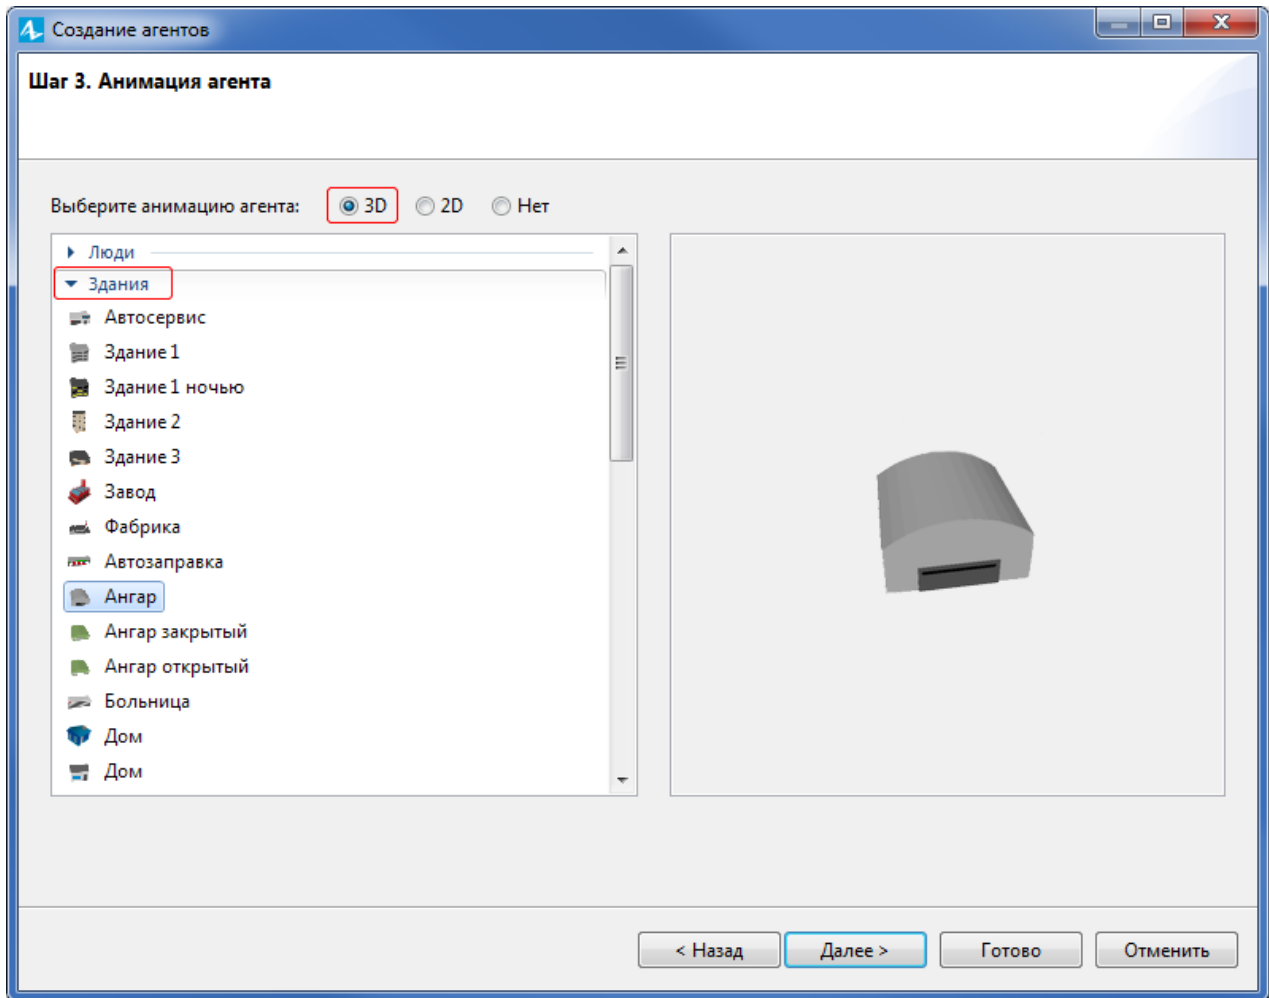 Создание агентов
Шаг 3. Анимация агента
Выберите анимацию агента: 3D 2D Нет
Люди
Здания
Автосервис
Здание 1
Здание 1 ночью
Здание 2
Здание 3
Завод
Фабрика
Автозаправка
Ангар
Ангар закрытый
Ангар открытый
Больница
Дом
Дом
< Назад Далее > Готово Отменить